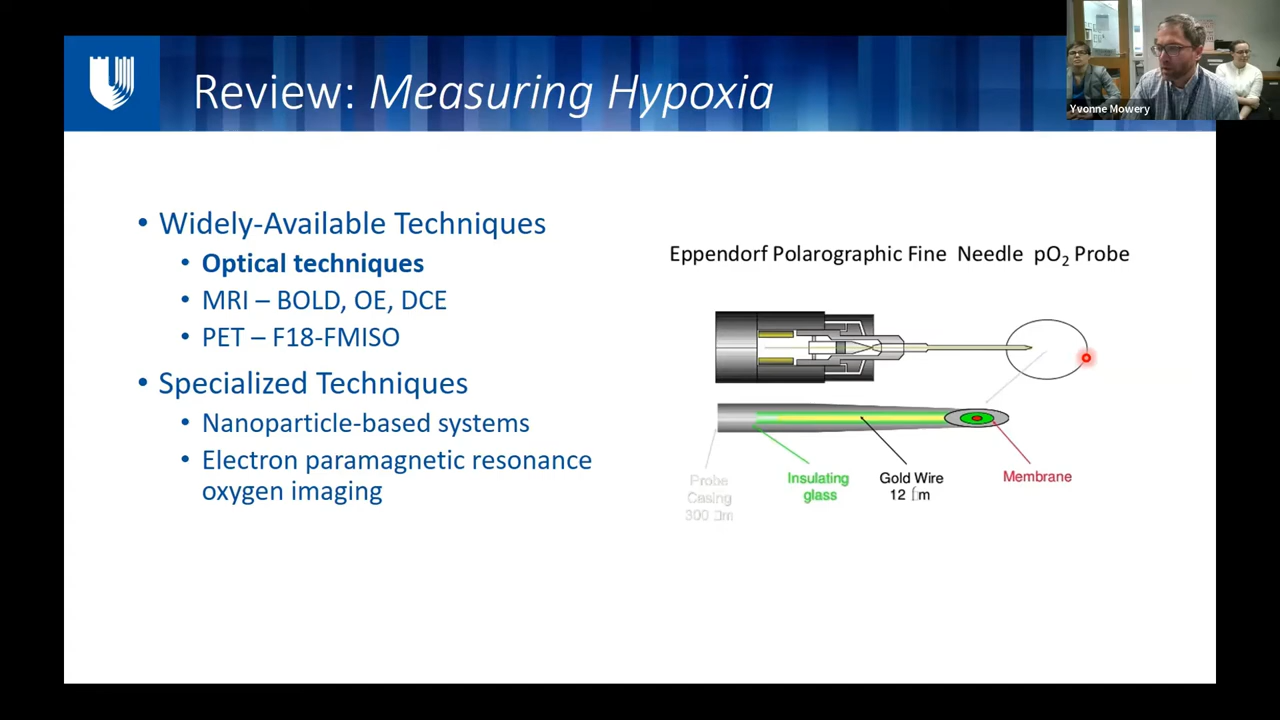 Review: Measuring Hypoxia
Yvonne Mowery
• Widely-Available Techniques
• Optical techniques
• MRI – BOLD, OE, DCE
• PET – F18-FMISO
• Specialized Techniques
• Nanoparticle-based systems
• Electron paramagnetic resonance
oxygen imaging
Eppendorf Polarographic Fine Needle pO₂ Probe
Probe
Casing
300 □m
Insulating
glass
Gold Wire
12 □m
Membrane